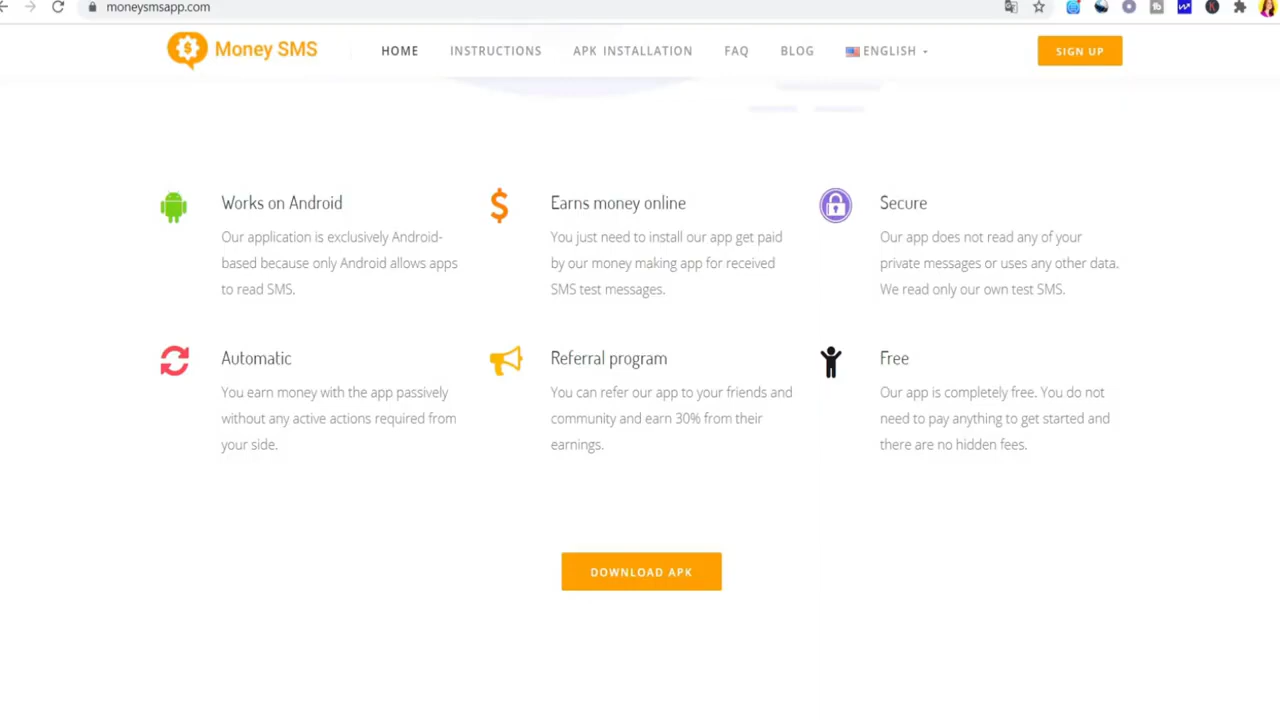 moneysmsapp.com
Money SMS
HOME
INSTRUCTIONS
APK INSTALLATION
FAQ
BLOG
ENGLISH
SIGN UP
Works on Android
Our application is exclusively Android-
based because only Android allows apps
to read SMS.
Earns money online
You just need to install our app get paid
by our money making app for received
SMS test messages.
Secure
Our app does not read any of your
private messages or uses any other data.
We read only our own test SMS.
Automatic
You earn money with the app passively
without any active actions required from
your side.
Referral program
You can refer our app to your friends and
community and earn 30% from their
earnings.
Free
Our app is completely free. You do not
need to pay anything to get started and
there are no hidden fees.
DOWNLOAD APK